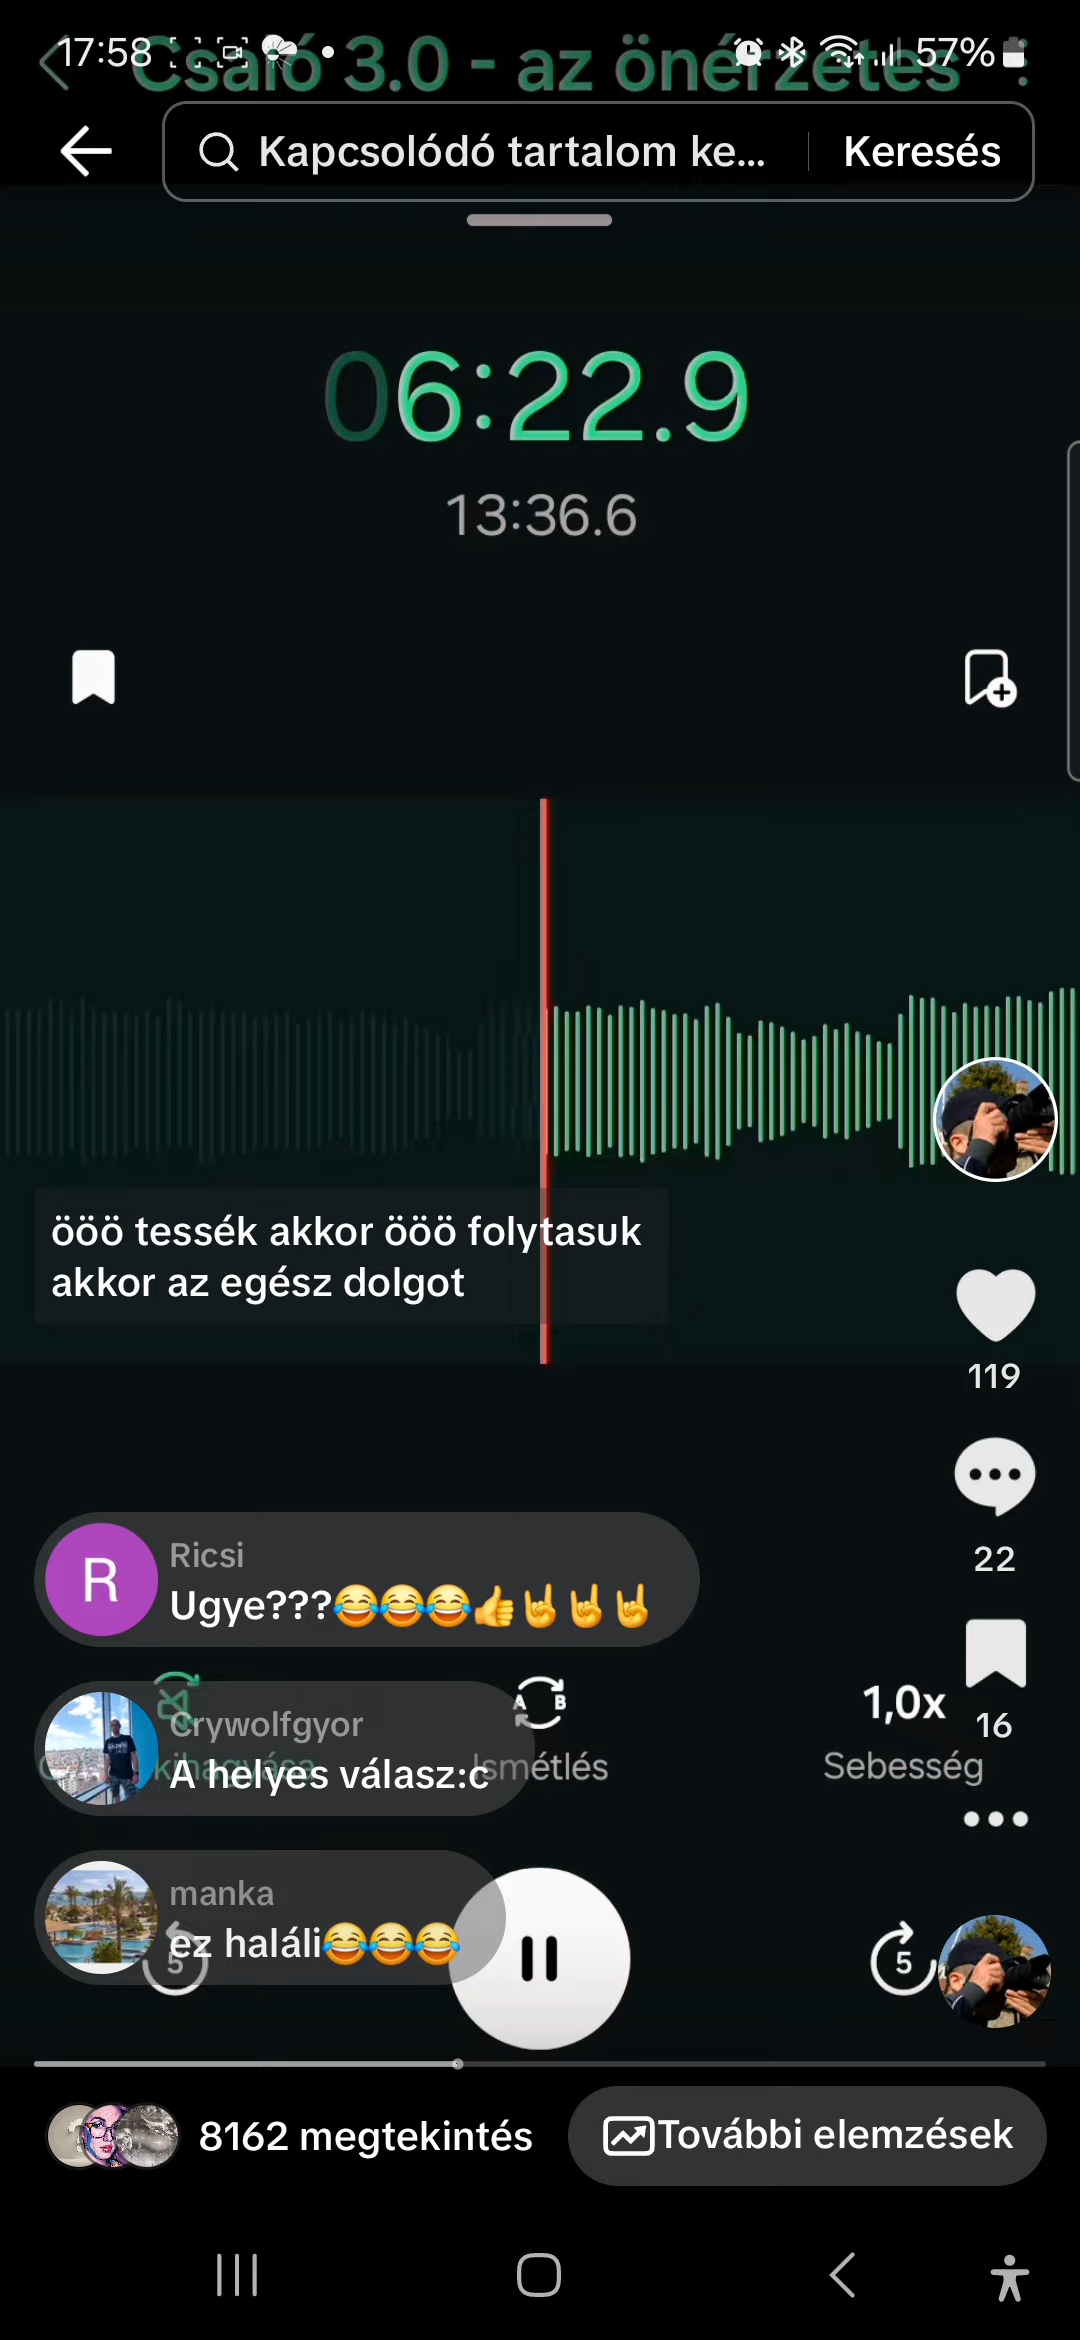 17:58
57%
Csaló 3.0 - az önérzetes
Kapcsolódó tartalom ke...
Keresés
06:22.9
13:36.6
ööö tessék akkor ööö folytasuk
akkor az egész dolgot
119
22
16
Ricsi
Ugye???😂😂😂👍🤘🤘🤘
Crywolfgyor
A helyes válasz:c
kihagyása
A B
Ismétlés
1,0x
Sebesség
manka
ez haláli😂😂😂
5
5
8162 megtekintés
További elemzések
R